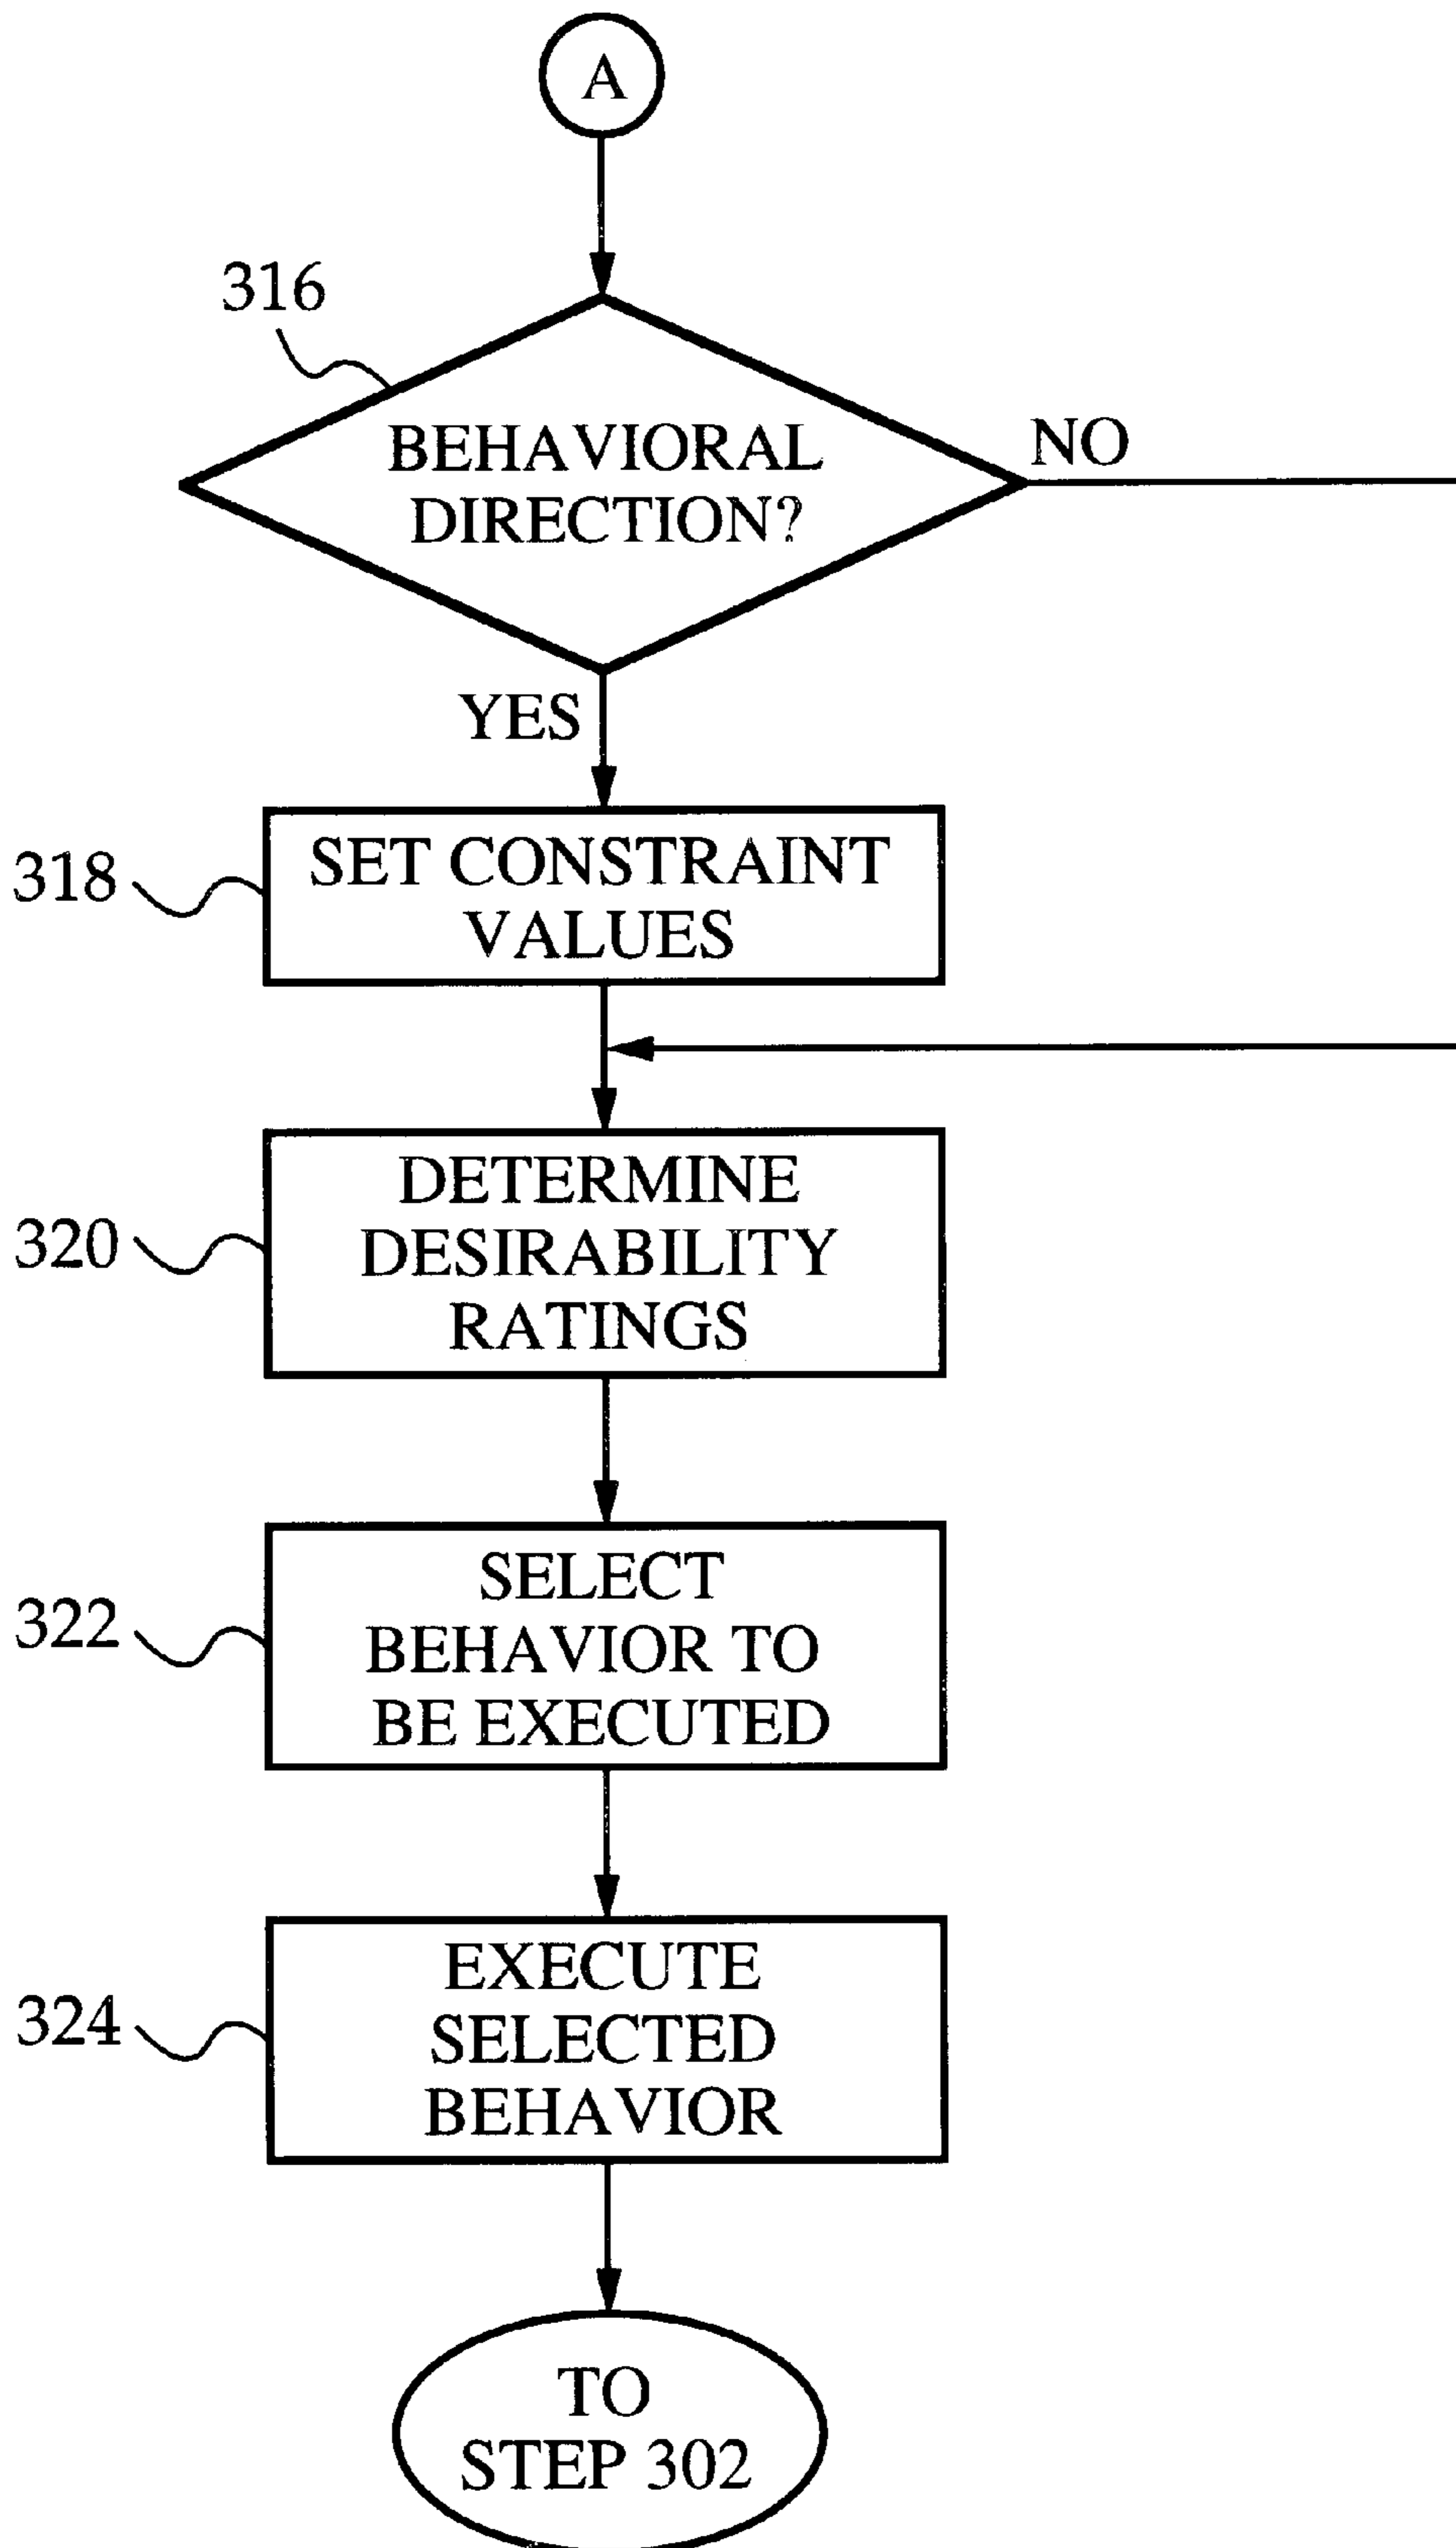 A
316
BEHAVIORAL
DIRECTION?
NO
YES
318
SET CONSTRAINT
VALUES
320
DETERMINE
DESIRABILITY
RATINGS
322
SELECT
BEHAVIOR TO
BE EXECUTED
324
EXECUTE
SELECTED
BEHAVIOR
TO
STEP 302